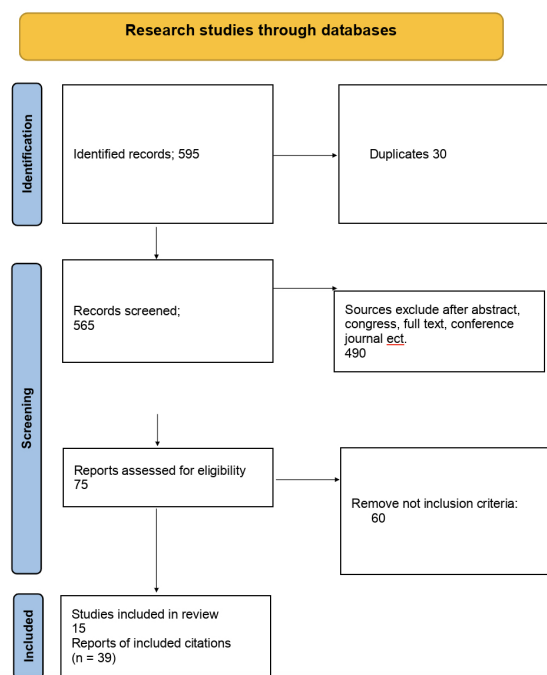 Research studies through databases
Identification
Identified records; 595
Duplicates 30
Screening
Records screened;
565
Sources exclude after abstract,
congress, full text, conference
journal ect.
490
Reports assessed for eligibility
75
Remove not inclusion criteria:
60
Included
Studies included in review
15
Reports of included citations
(n = 39)